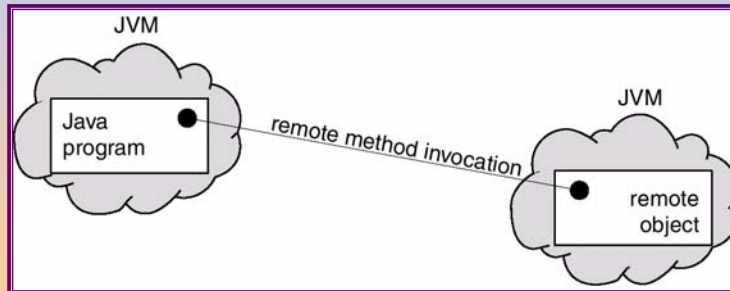 JVM
Java
program
remote method invocation
JVM
remote
object